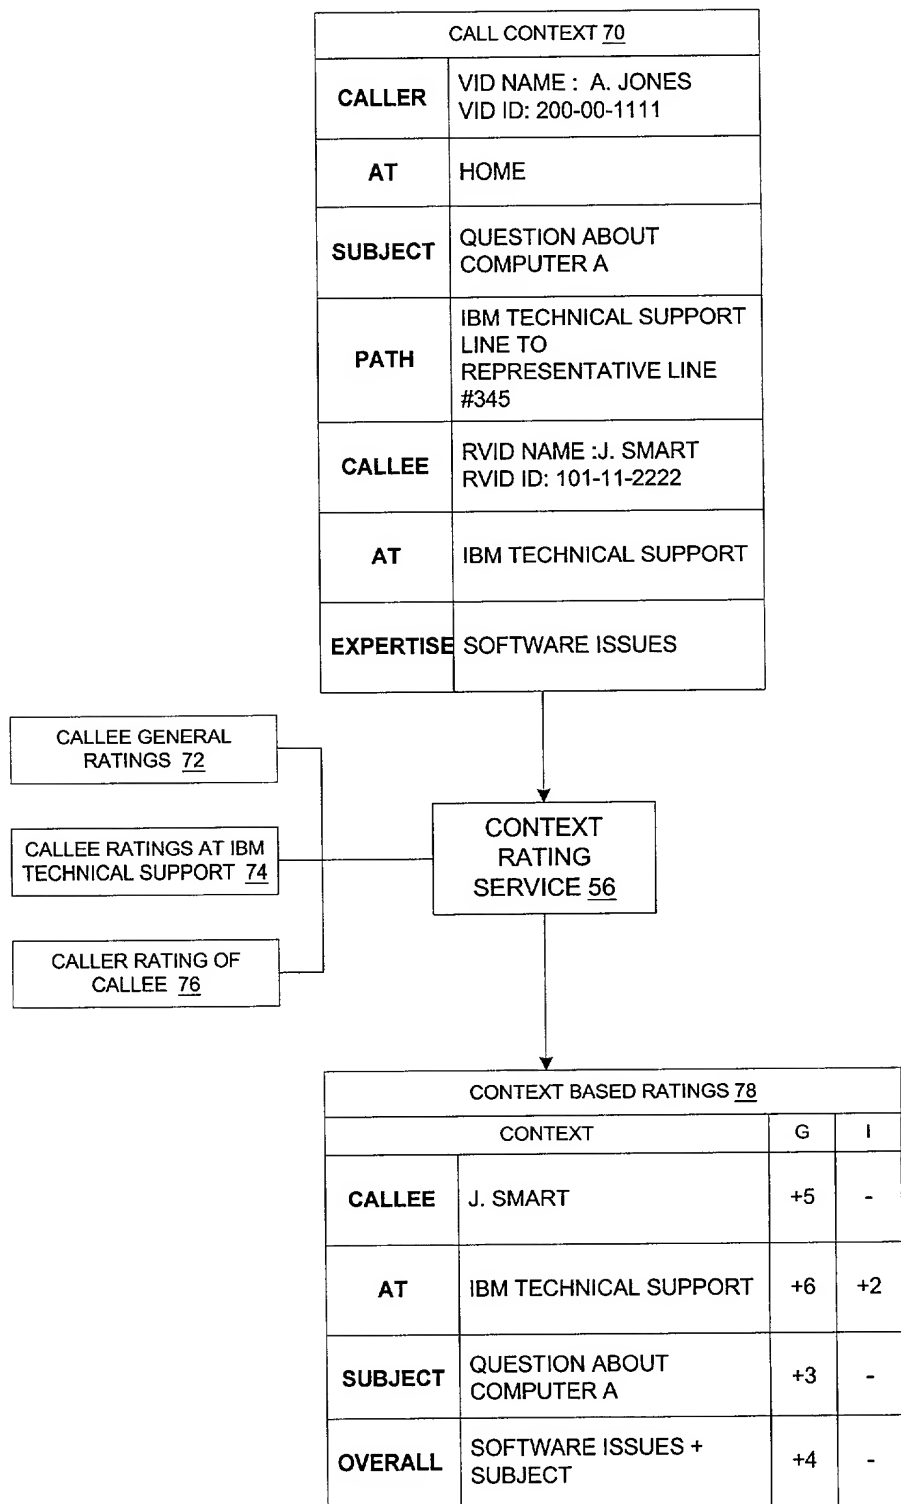 CALL CONTEXT 70
CALLER
VID NAME : A. JONES
VID ID: 200-00-1111
AT
HOME
SUBJECT
QUESTION ABOUT
COMPUTER A
PATH
IBM TECHNICAL SUPPORT
LINE TO
REPRESENTATIVE LINE
#345
CALLEE
RVID NAME :J. SMART
RVID ID: 101-11-2222
AT
IBM TECHNICAL SUPPORT
EXPERTISE
SOFTWARE ISSUES
CALLEE GENERAL
RATINGS 72
CALLEE RATINGS AT IBM
TECHNICAL SUPPORT 74
CALLER RATING OF
CALLEE 76
CONTEXT
RATING
SERVICE 56
CONTEXT BASED RATINGS 78
CONTEXT G I
CALLEE J. SMART +5 -
AT IBM TECHNICAL SUPPORT +6 +2
SUBJECT
QUESTION ABOUT
COMPUTER A
+3 -
OVERALL
SOFTWARE ISSUES +
SUBJECT
+4 -